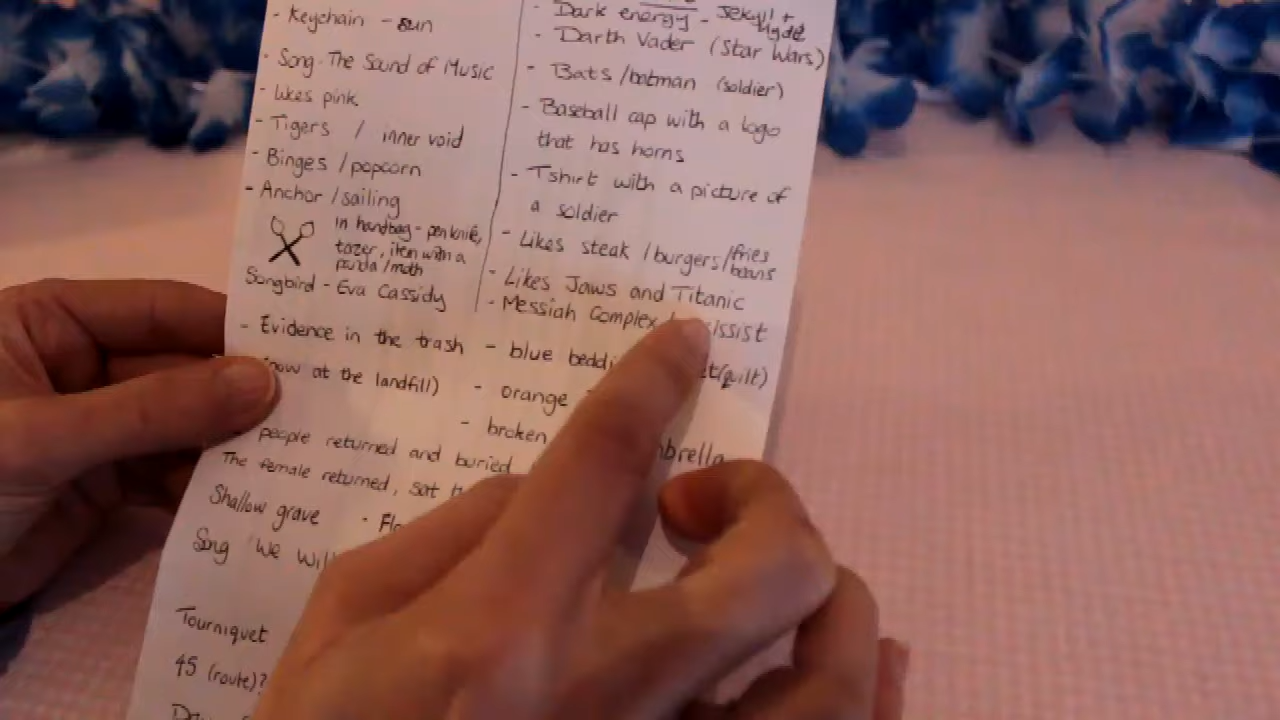 - Keychain - sun
- Song - The Sound of Music
- Likes pink
- Tigers / inner void
- Binges / popcorn
- Anchor / sailing
in handbag - pen knife,
tazer, item with a
panda/moth
Songbird - Eva Cassidy
- Dark energy - Jekyll +
Hyde
- Darth Vader (Star Wars)
- Bats / batman (soldier)
- Baseball cap with a logo
that has horns
- Tshirt with a picture of
a soldier
- Likes steak / burgers / fries
beans
- Likes Jaws and Titanic
- Messiah Complex
- Evidence in the trash - blue
(now at the landfill) - orange
- broken
people returned and buried
The female returned, sat
Shallow grave
Song 'We
Tourniquet
45 (route)?